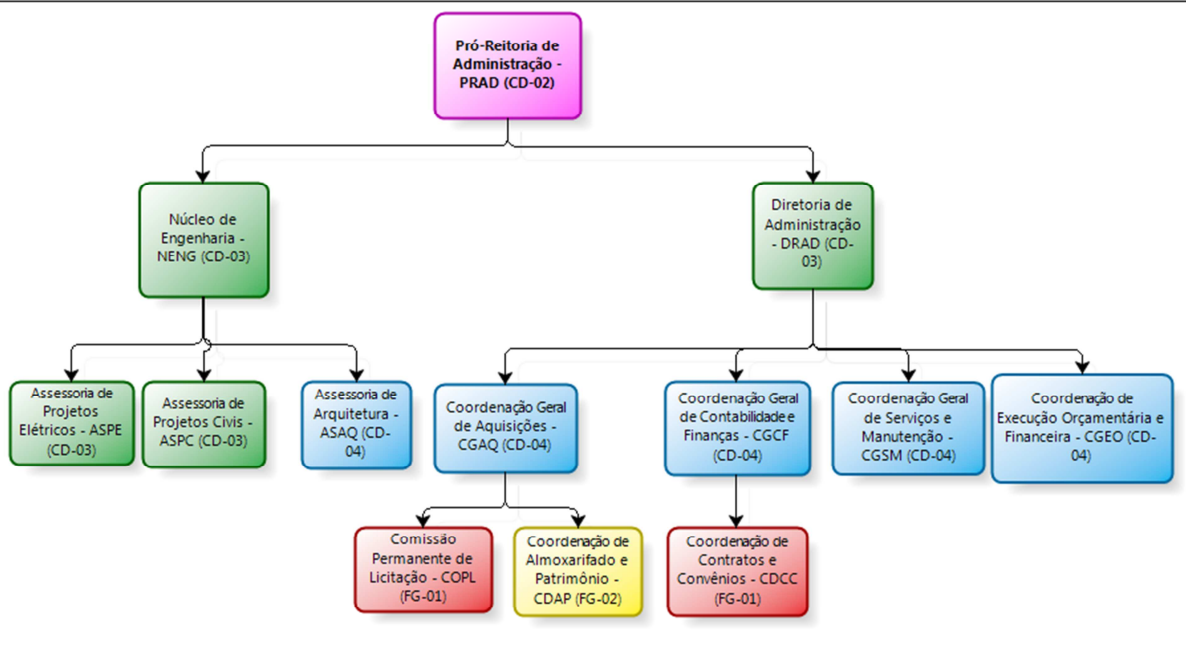 Pró-Reitoria de
Administração -
PRAD (CD-02)
Núcleo de
Engenharia -
NENG (CD-03)
Diretoria de
Administração
- DRAD (CD-
03)
Assessoria de
Projetos
Elétricos - ASPE
(CD-03)
Assessoria de
Projetos Civis -
ASPC (CD-03)
Assessoria de
Arquitetura -
ASAQ (CD-
04)
Coordenação Geral
de Aquisições -
CGAQ (CD-04)
Coordenação Geral
de Contabilidade e
Finanças - CGCF
(CD-04)
Coordenação Geral
de Serviços e
Manutenção -
CGSM (CD-04)
Coordenação de
Execução Orçamentária e
Financeira - CGEO (CD-
04)
Comissão
Permanente de
Licitação - COPL
(FG-01)
Coordenação de
Almoxarifado e
Patrimônio -
CDAP (FG-02)
Coordenação de
Contratos e
Convênios - CDCC
(FG-01)